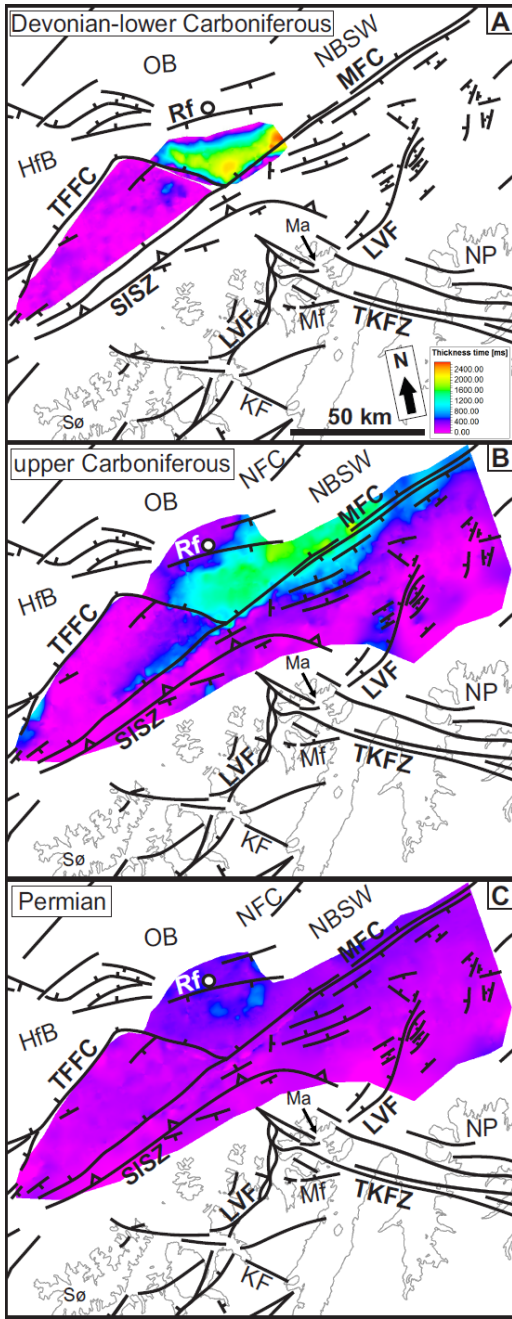 Devonian-lower Carboniferous
A
OB
NBSW
MFC
Rf
HfB
TFFC
Ma
NP
SISZ
LVF
LVF
Mf
TKFZ
N
Thickness time [ms]
2400.00
2000.00
1600.00
1200.00
800.00
400.00
0.00
KF
50 km
Sø
upper Carboniferous
B
OB
NFC
NBSW
MFC
Rf
HfB
TFFC
Ma
NP
SISZ
LVF
LVF
Mf
TKFZ
KF
Sø
Permian
C
OB
NFC
NBSW
MFC
Rf
HfB
TFFC
Ma
NP
SISZ
LVF
LVF
Mf
TKFZ
KF
Sø